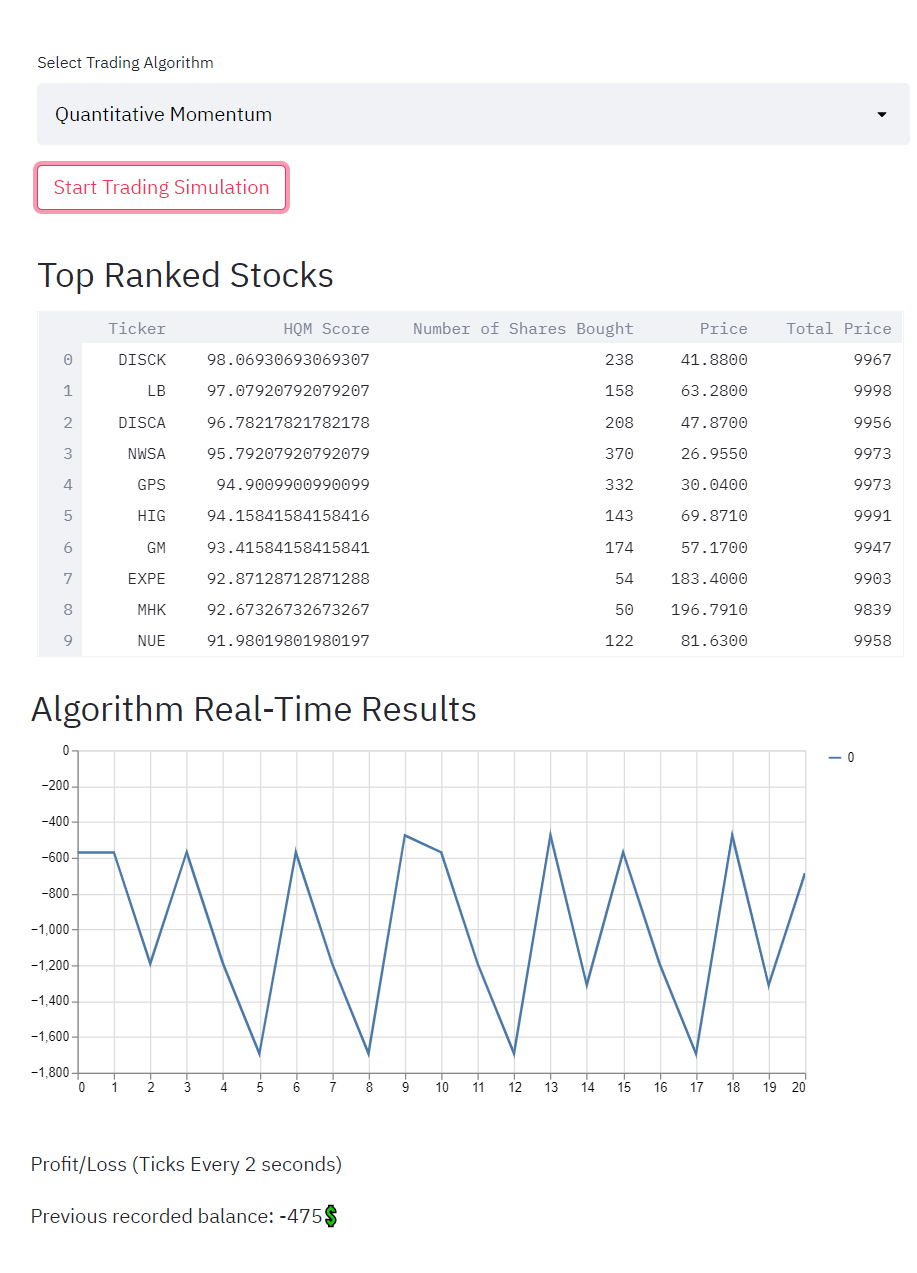 Select Trading Algorithm
Quantitative Momentum
Start Trading Simulation
Top Ranked Stocks
Ticker HQM Score Number of Shares Bought Price Total Price
0 DISCK 98.06930693069307 238 41.8800 9967
1 LB 97.07920792079207 158 63.2800 9998
2 DISCA 96.78217821782178 208 47.8700 9956
3 NWSA 95.79207920792079 370 26.9550 9973
4 GPS 94.9009900990099 332 30.0400 9973
5 HIG 94.15841584158416 143 69.8710 9991
6 GM 93.41584158415841 174 57.1700 9947
7 EXPE 92.87128712871288 54 183.4000 9903
8 MHK 92.67326732673267 50 196.7910 9839
9 NUE 91.98019801980197 122 81.6300 9958
Algorithm Real-Time Results
0
0
−200
−400
−600
−800
−1,000
−1,200
−1,400
−1,600
−1,800
0 1 2 3 4 5 6 7 8 9 10 11 12 13 14 15 16 17 18 19 20
Profit/Loss (Ticks Every 2 seconds)
Previous recorded balance: -475💲